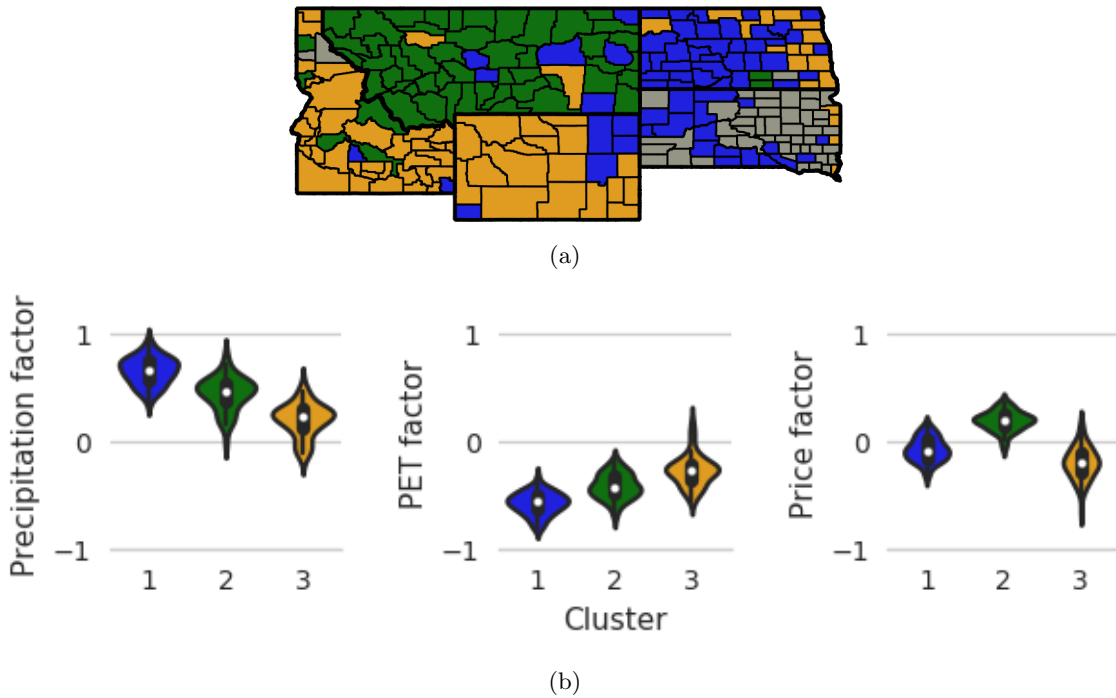 (a)
Precipitation factor
1
0
−1
1 2 3
PET factor
1
0
−1
1 2 3
Cluster
Price factor
1
0
−1
1 2 3
(b)